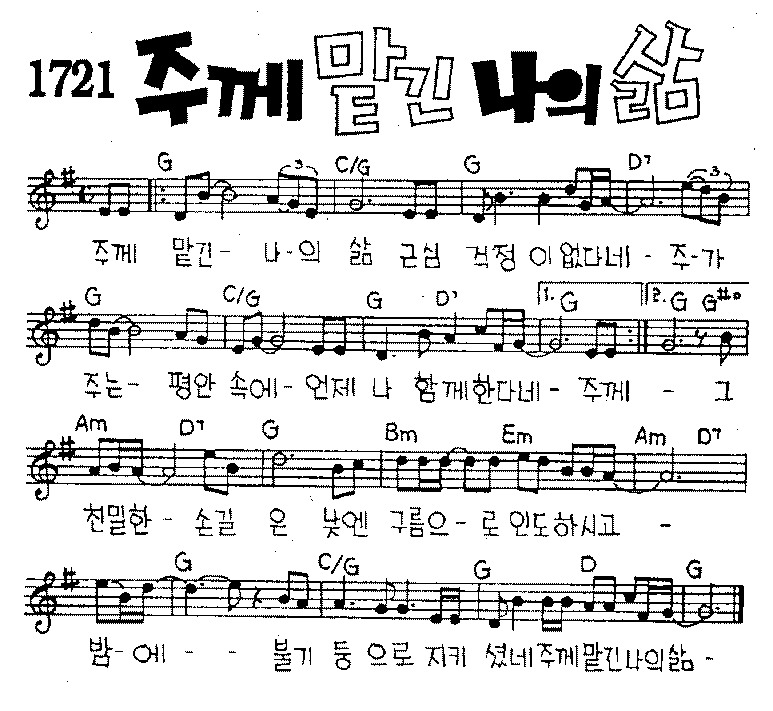 1721 주께 맡긴 나의 삶
G 3 C/G G D7 3
주께 맡긴- 나-의 삶 근심 걱정 이없다네- 주-가
G C/G G D7 1. G 2. G G#o
주는- 평안 속에- 언제 나 함께한다네- 주께 - 그
Am D7 G Bm Em Am D7
친밀한- 손길 은 낮엔 구름으-로 인도하시고 -
G C/G G D G
밤-에- - 불기 둥 으로 지키 셨네주께맡긴나의삶-